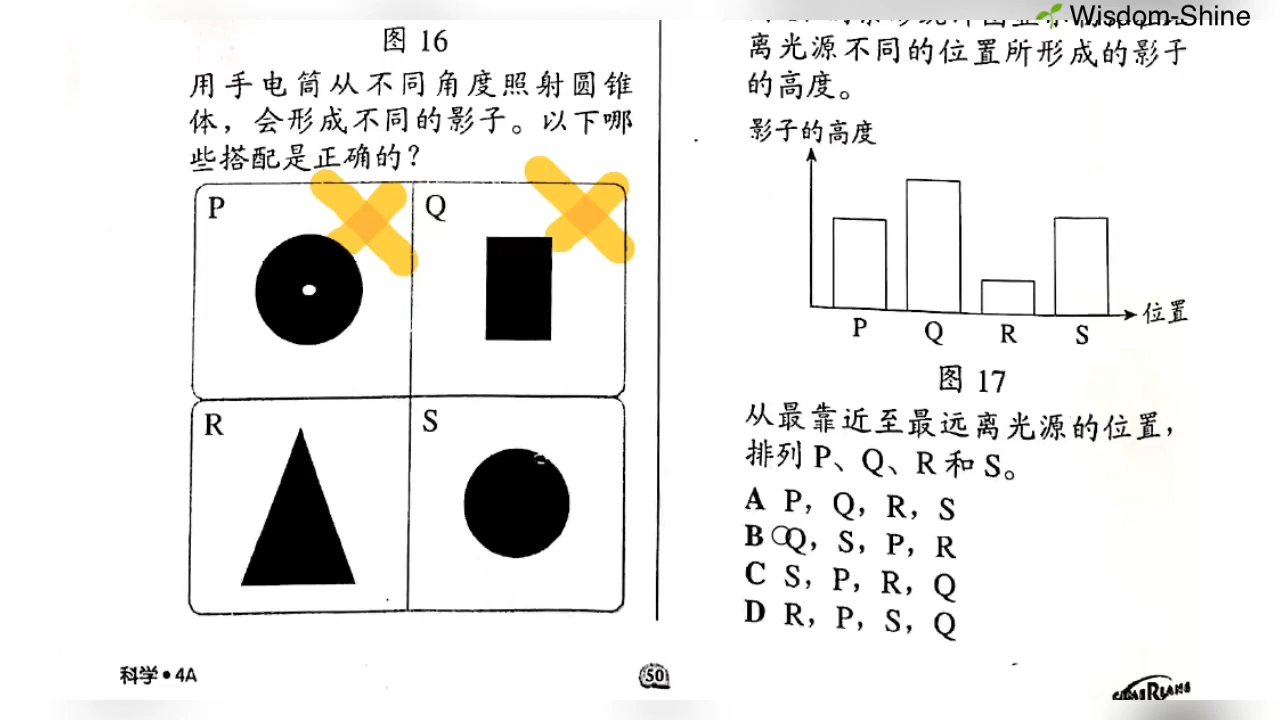 Wisdom-Shine
图 16
用手电筒从不同角度照射圆锥
体，会形成不同的影子。以下哪
些搭配是正确的？
P
Q
R
S
科学·4A
50
离光源不同的位置所形成的影子
的高度。
影子的高度
位置
P Q R S
图 17
从最靠近至最远离光源的位置，
排列 P、Q、R 和 S。
A P，Q，R，S
B Q，S，P，R
C S，P，R，Q
D R，P，S，Q